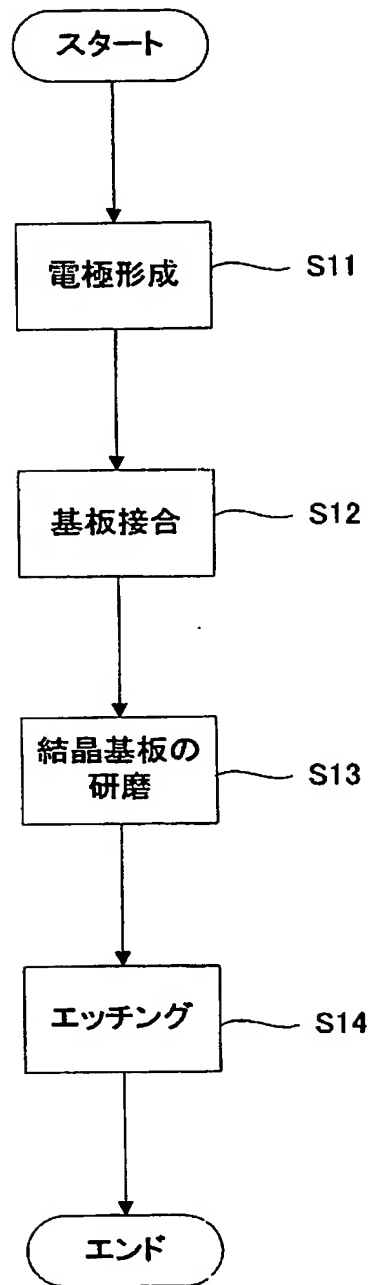 スタート
電極形成
S11
基板接合
S12
結晶基板の
研磨
S13
エッチング
S14
エンド